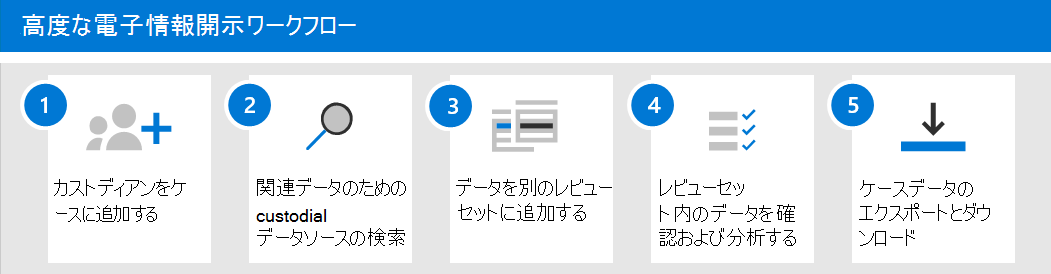 高度な電子情報開示ワークフロー
1
カストディアンをケ
ースに追加する
2
関連データのための
custodial
データソースの検索
3
データを別のレビュー
セットに追加する
4
レビューセッ
ト内のデータを確
認および分析する
5
ケースデータの
エクスポートとダウ
ンロード